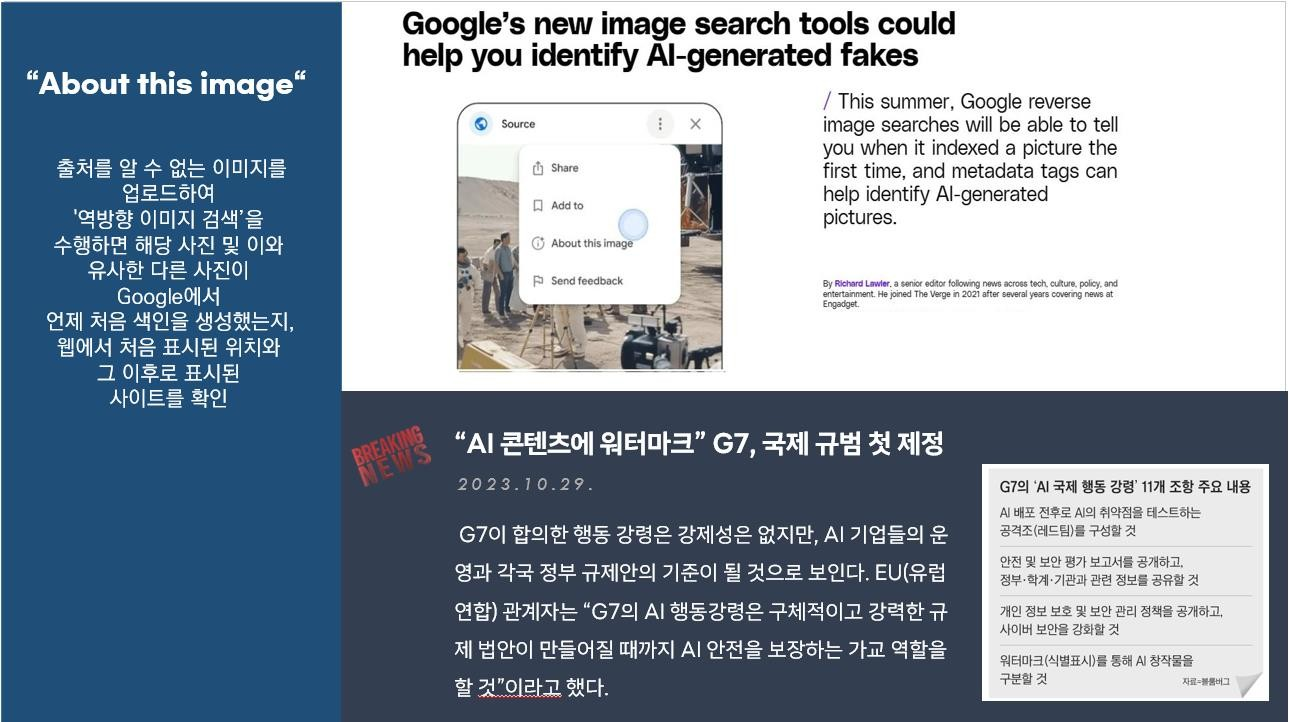 “About this image“
출처를 알 수 없는 이미지를
업로드하여
'역방향 이미지 검색’을
수행하면 해당 사진 및 이와
유사한 다른 사진이
Google에서
언제 처음 색인을 생성했는지,
웹에서 처음 표시된 위치와
그 이후로 표시된
사이트를 확인
Google’s new image search tools could
help you identify AI-generated fakes
Source
Share
Add to
About this image
Send feedback
/ This summer, Google reverse
image searches will be able to tell
you when it indexed a picture the
first time, and metadata tags can
help identify AI-generated
pictures.
By Richard Lawler, a senior editor following news across tech, culture, policy, and
entertainment. He joined The Verge in 2021 after several years covering news at
Engadget.
BREAKING
NEWS
“AI 콘텐츠에 워터마크” G7, 국제 규범 첫 제정
2023.10.29.
G7이 합의한 행동 강령은 강제성은 없지만, AI 기업들의 운
영과 각국 정부 규제안의 기준이 될 것으로 보인다. EU(유럽
연합) 관계자는 “G7의 AI 행동강령은 구체적이고 강력한 규
제 법안이 만들어질 때까지 AI 안전을 보장하는 가교 역할을
할 것”이라고 했다.
G7의 ‘AI 국제 행동 강령’ 11개 조항 주요 내용
AI 배포 전후로 AI의 취약점을 테스트하는
공격조(레드팀)를 구성할 것
안전 및 보안 평가 보고서를 공개하고,
정부·학계·기관과 관련 정보를 공유할 것
개인 정보 보호 및 보안 관리 정책을 공개하고,
사이버 보안을 강화할 것
워터마크(식별표시)를 통해 AI 창작물을
구분할 것
자료=블룸버그